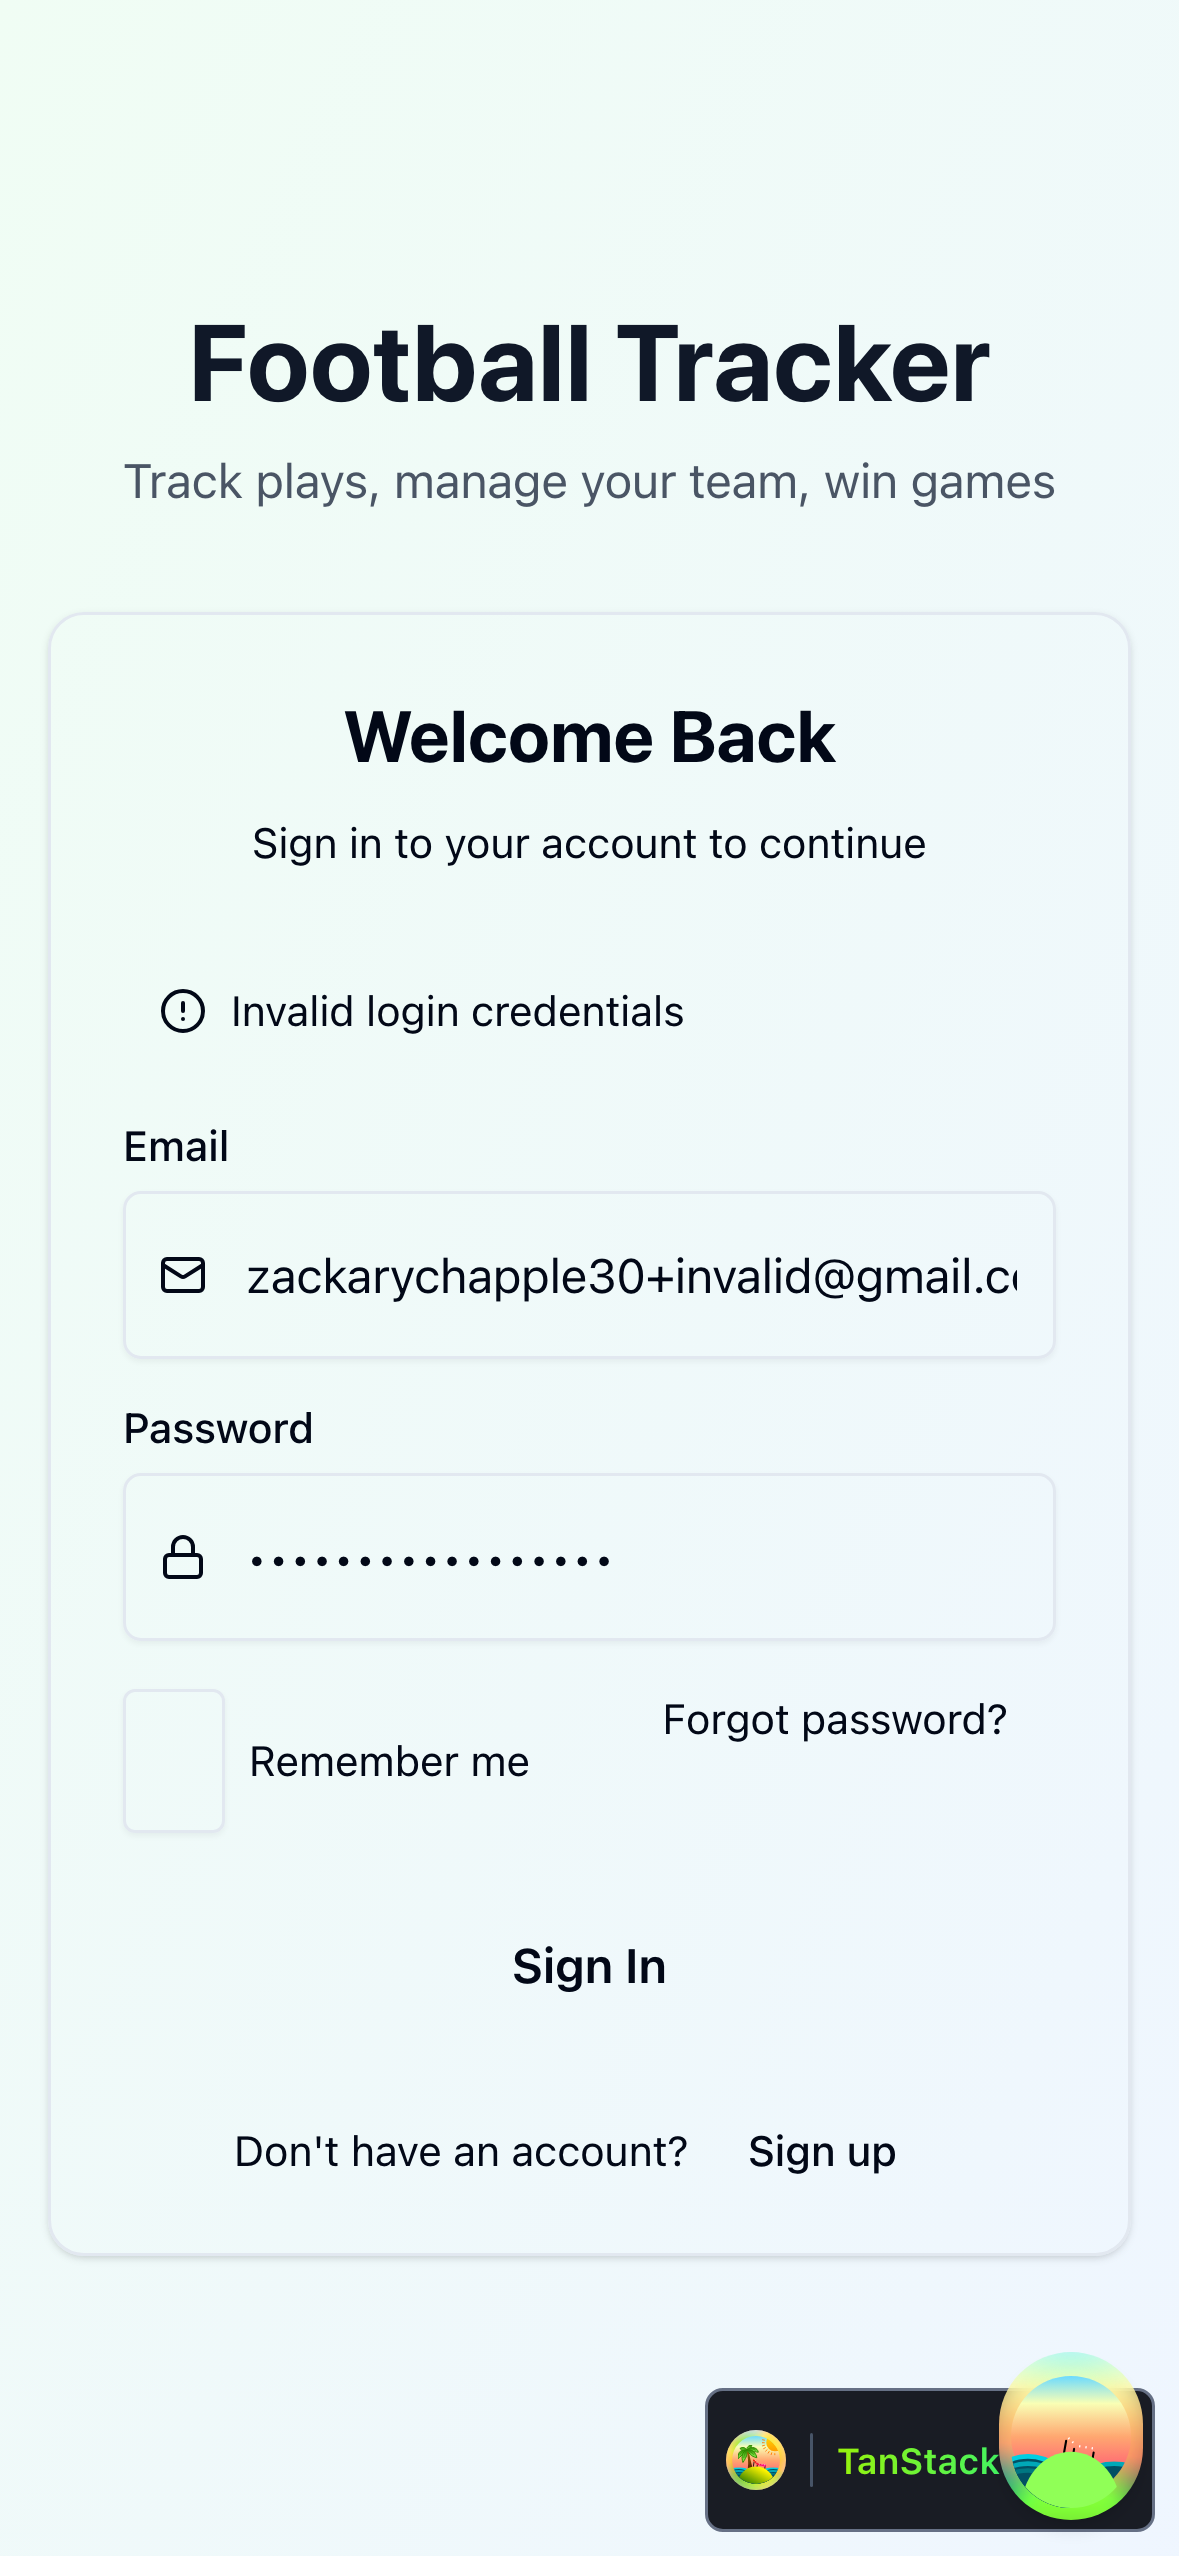 Football Tracker
Track plays, manage your team, win games
Welcome Back
Sign in to your account to continue
Invalid login credentials
Email
zackarychapple30+invalid@gmail.c
Password
Forgot password?
Remember me
Sign In
Don't have an account? Sign up
TanStack